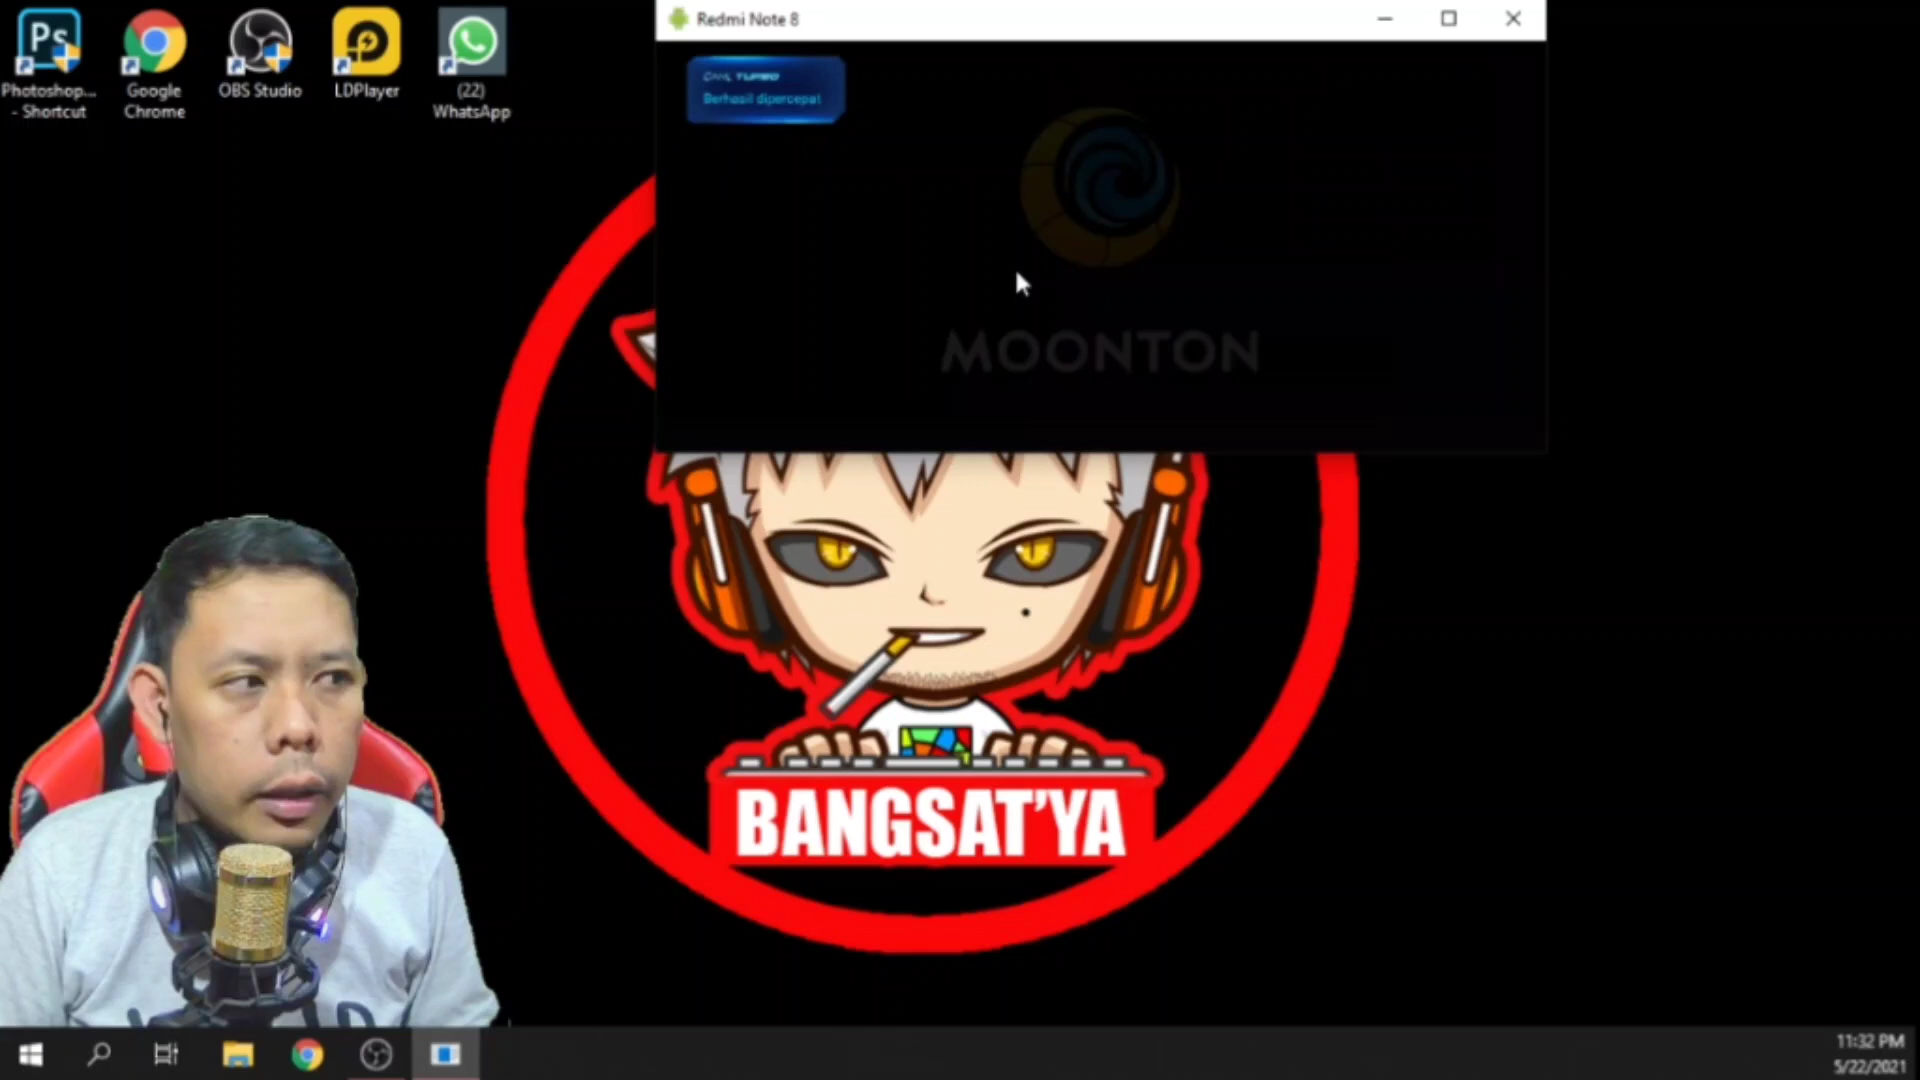 Photoshop...
- Shortcut
Google
Chrome
OBS Studio
LDPlayer
(22)
WhatsApp
Redmi Note 8
TURBO
Berhasil dipercepat
MOONTON
BANGSAT'YA
11:32 PM
5/22/2021